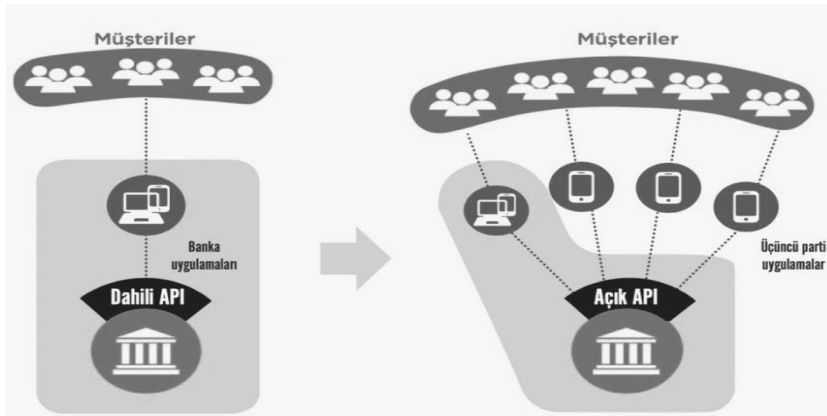 Müşteriler
Banka
uygulamaları
Dahili API
Müşteriler
Üçüncü parti
uygulamalar
Açık API